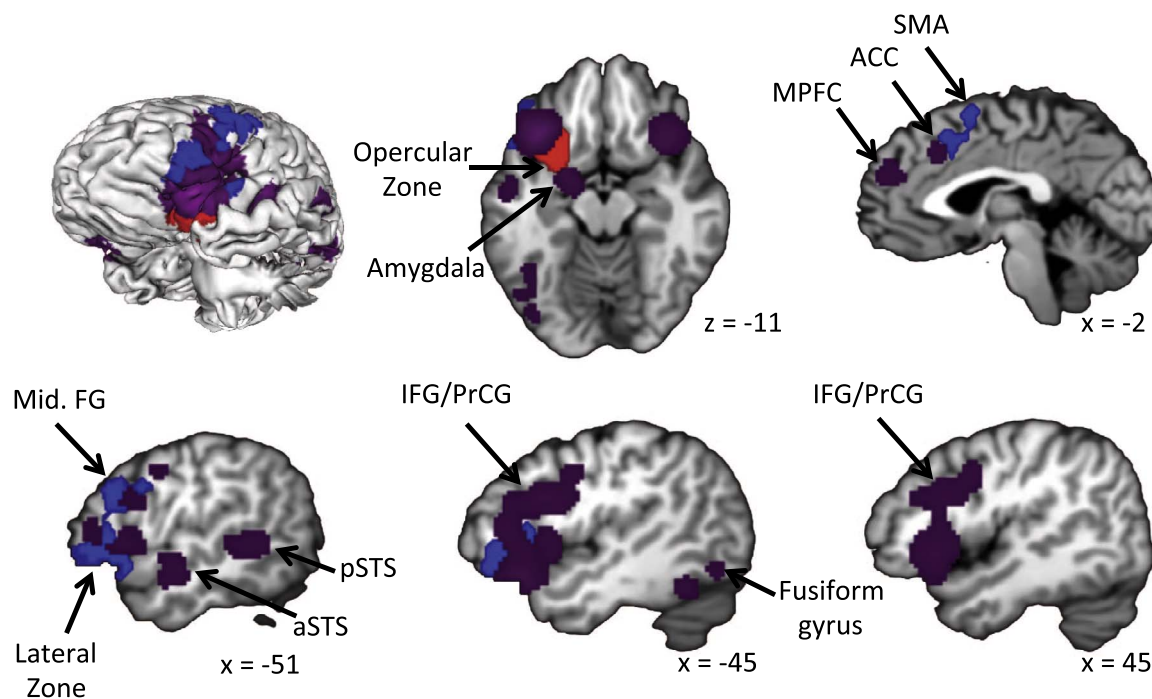 SMA
ACC
MPFC
Opercular
Zone
Amygdala
z = -11
x = -2
Mid. FG
IFG/PrCG
IFG/PrCG
pSTS
aSTS
Fusiform
gyrus
Lateral
Zone
x = -51
x = -45
x = 45